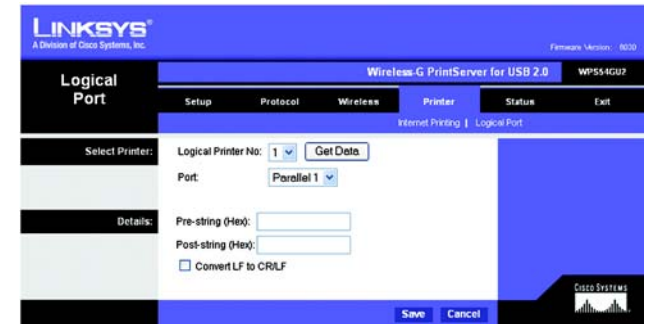 LINKSYS®
A Division of Cisco Systems, Inc.
Firmware Version: 6030
Logical Port
Wireless-G PrintServer for USB 2.0 WPS54GU2
Setup Protocol Wireless Printer Status Exit
Internet Printing | Logical Port
Select Printer: Logical Printer No: 1 Get Data
Port: Parallel 1
Details: Pre-string (Hex):
Post-string (Hex):
Convert LF to CR/LF
CISCO SYSTEMS
Save Cancel